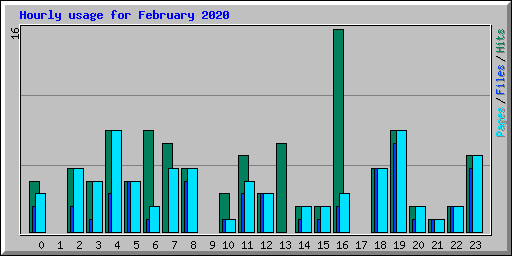 Hourly usage for February 2020
16
Pages/Files/Hits
0 1 2 3 4 5 6 7 8 9 10 11 12 13 14 15 16 17 18 19 20 21 22 23